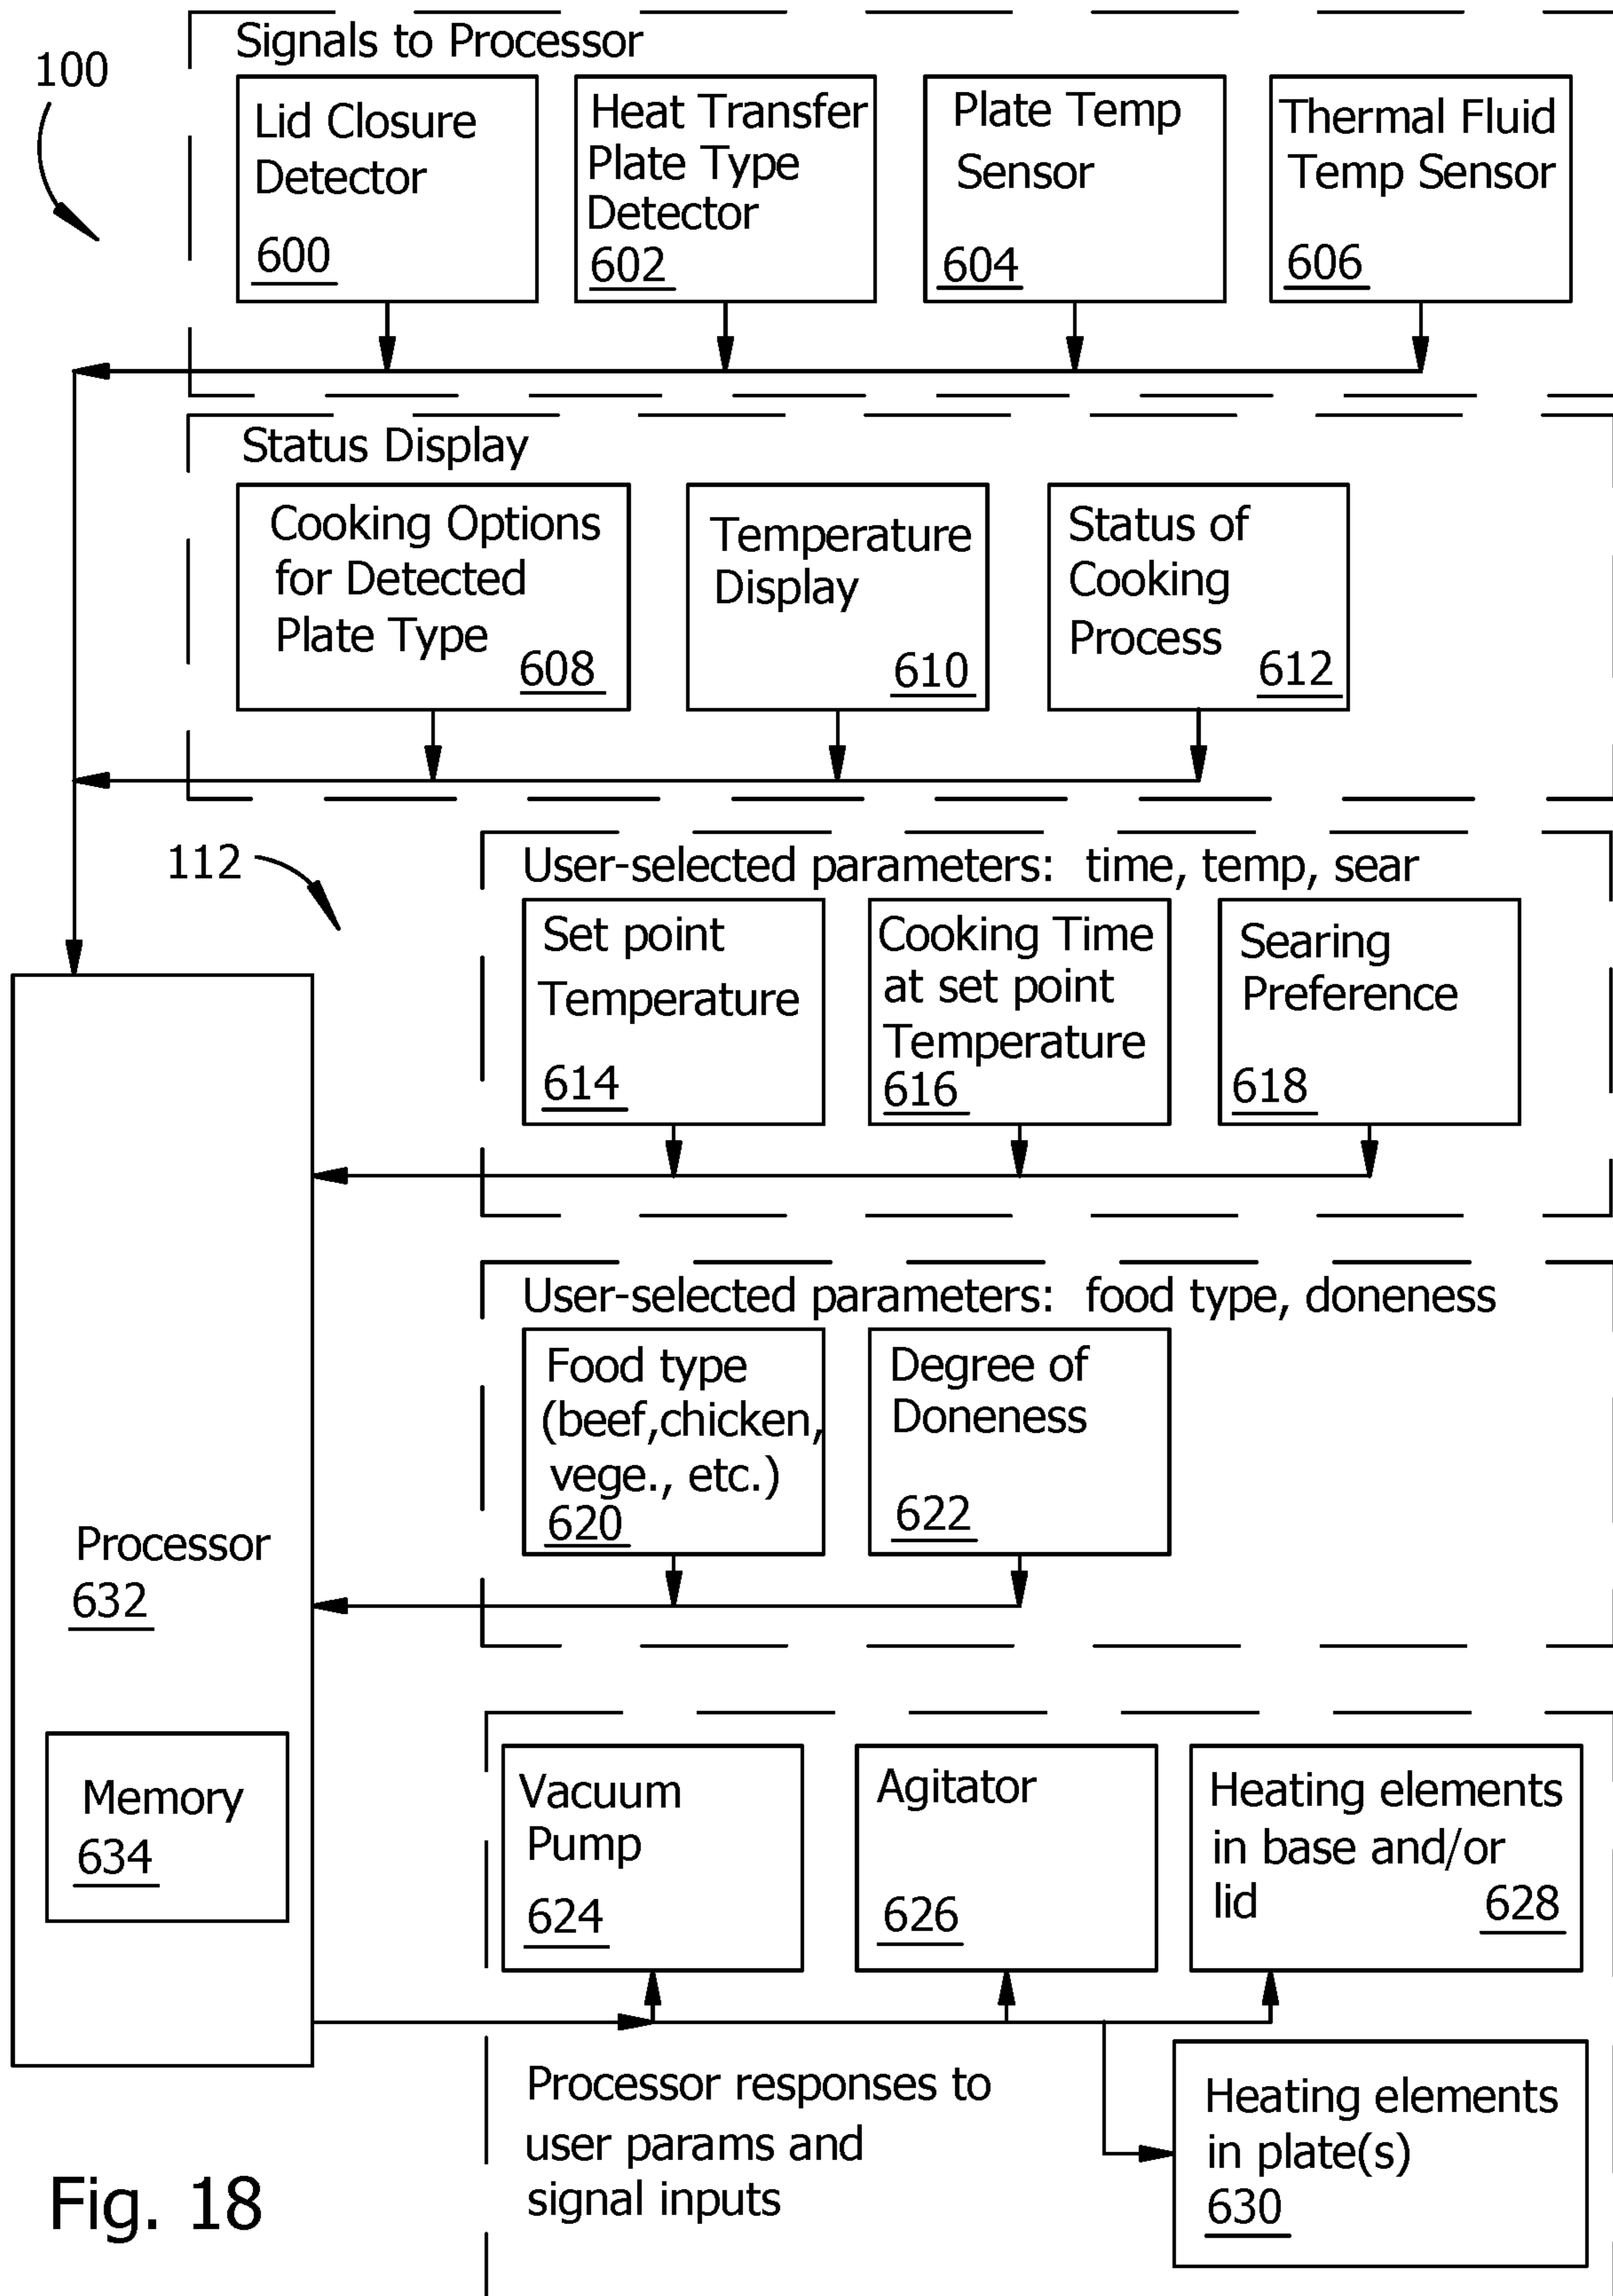 100
Signals to Processor
Lid Closure
Detector
600
Heat Transfer
Plate Type
Detector
602
Plate Temp
Sensor
604
Thermal Fluid
Temp Sensor
606
Status Display
Cooking Options
for Detected
Plate Type
608
Temperature
Display
610
Status of
Cooking
Process
612
112
User-selected parameters: time, temp, sear
Set point
Temperature
614
Cooking Time
at set point
Temperature
616
Searing
Preference
618
User-selected parameters: food type, doneness
Food type
(beef,chicken,
vege., etc.)
620
Degree of
Doneness
622
Processor
632
Memory
634
Vacuum
Pump
624
Agitator
626
Heating elements
in base and/or
lid
628
Processor responses to
user params and
signal inputs
Heating elements
in plate(s)
630
Fig. 18